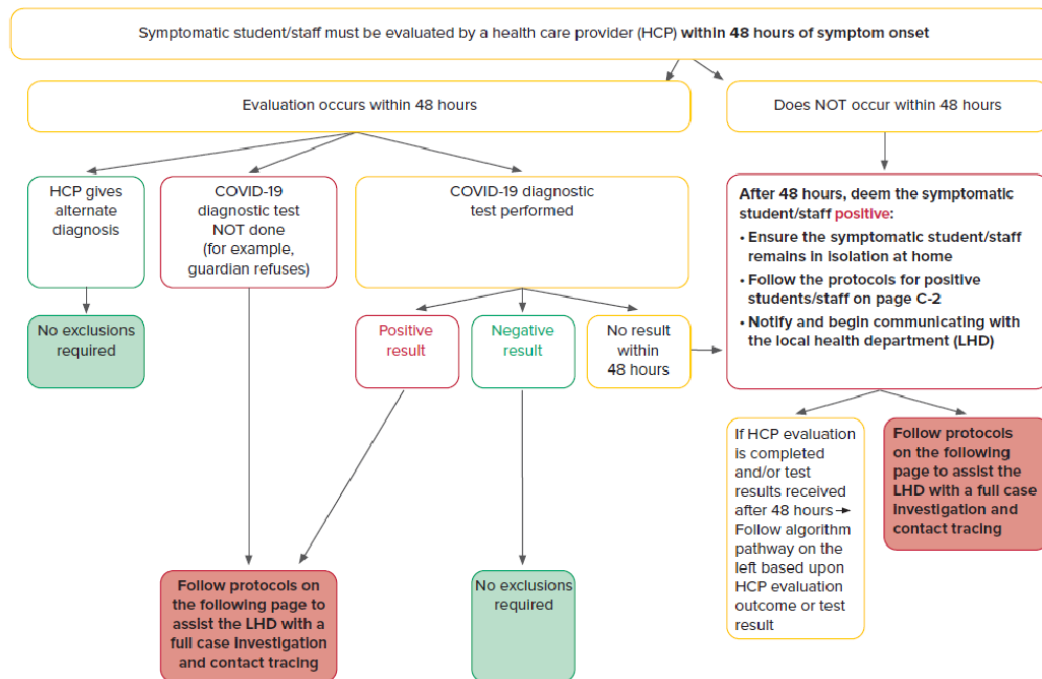 Symptomatic student/staff must be evaluated by a health care provider (HCP) within 48 hours of symptom onset
Evaluation occurs within 48 hours
Does NOT occur within 48 hours
HCP gives
alternate
diagnosis
COVID-19
diagnostic test
NOT done
(for example,
guardian refuses)
COVID-19 diagnostic
test performed
After 48 hours, deem the symptomatic
student/staff positive:
• Ensure the symptomatic student/staff
remains in isolation at home
• Follow the protocols for positive
students/staff on page C-2
• Notify and begin communicating with
the local health department (LHD)
No exclusions
required
Positive
result
Negative
result
No result
within
48 hours
If HCP evaluation
is completed
and/or test
results received
after 48 hours →
Follow algorithm
pathway on the
left based upon
HCP evaluation
outcome or test
result
Follow protocols
on the following
page to assist the
LHD with a full case
investigation and
contact tracing
Follow protocols on
the following page to
assist the LHD with a
full case investigation
and contact tracing
No exclusions
required